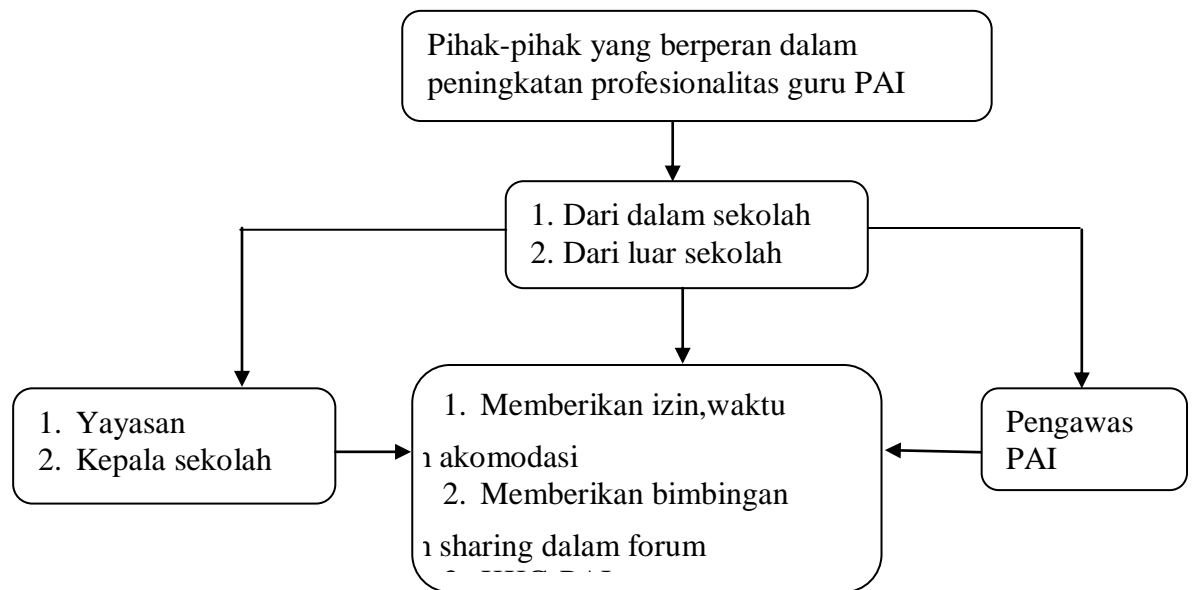 Pihak-pihak yang berperan dalam
peningkatan profesionalitas guru PAI
1. Dari dalam sekolah
2. Dari luar sekolah
1. Yayasan
2. Kepala sekolah
1. Memberikan izin,waktu
akomodasi
2. Memberikan bimbingan
sharing dalam forum
Pengawas
PAI